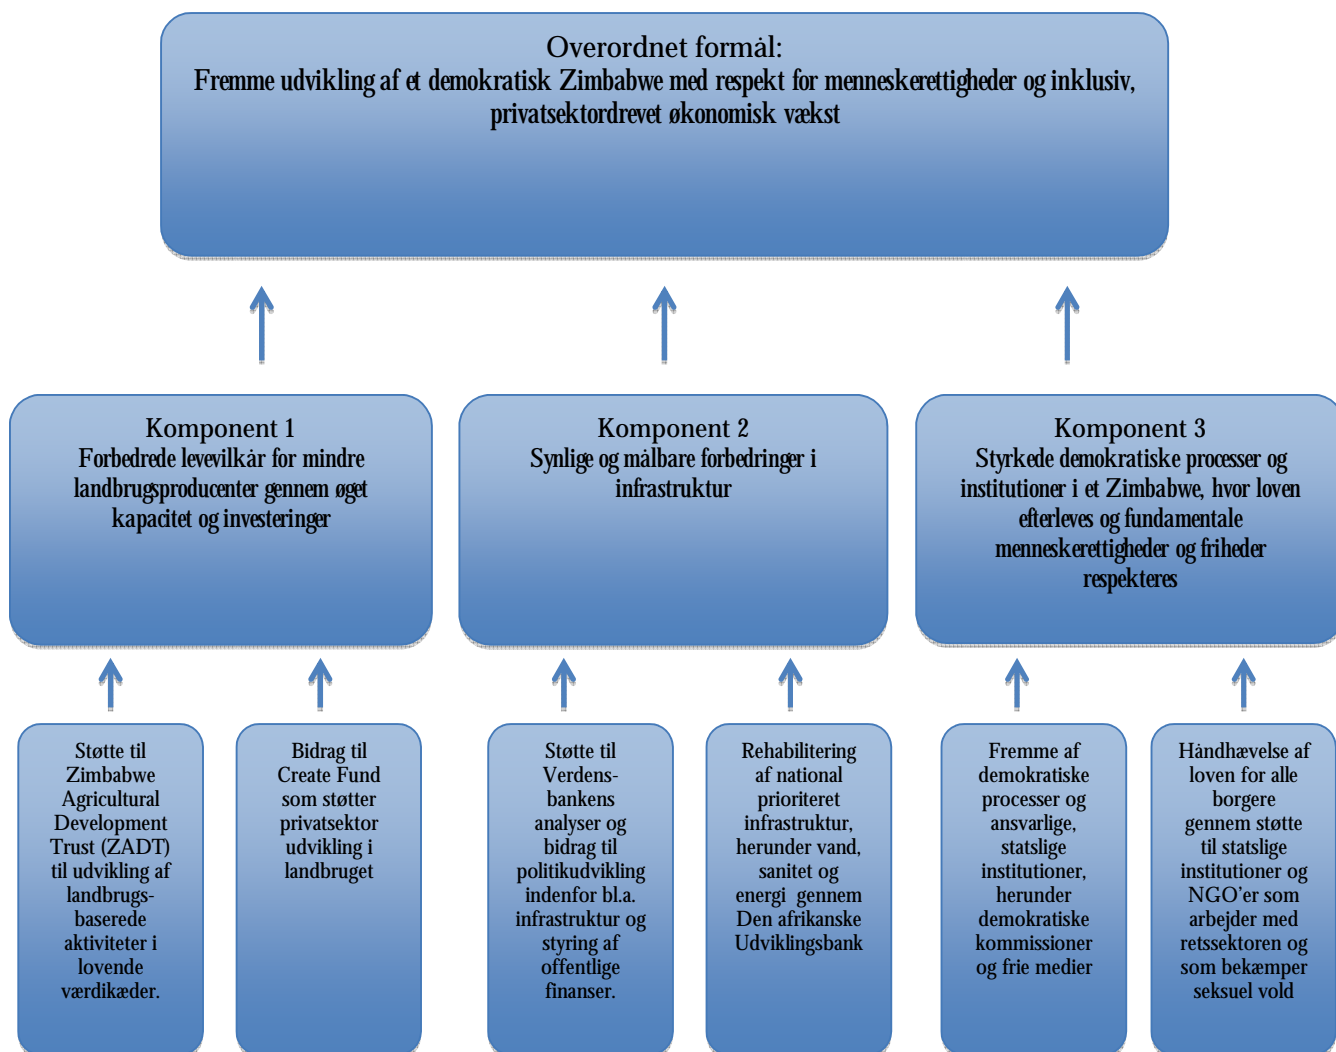 Overordnet formål:
Fremme udvikling af et demokratisk Zimbabwe med respekt for menneskerettigheder og inklusiv,
privatsektordrevet økonomisk vækst
Komponent 1
Forbedrede levevilkår for mindre
landbrugsproducenter gennem øget
kapacitet og investeringer
Komponent 2
Synlige og målbare forbedringer i
infrastruktur
Komponent 3
Styrkede demokratiske processer og
institutioner i et Zimbabwe, hvor loven
efterleves og fundamentale
menneskerettigheder og friheder
respekteres
Støtte til
Zimbabwe
Agricultural
Development
Trust (ZADT)
til udvikling af
landbrugs-
baserede
aktiviteter i
lovende
værdikæder.
Bidrag til
Create Fund
som støtter
privatsektor
udvikling i
landbruget
Støtte til
Verdens-
bankens
analyser og
bidrag til
politikudvikling
indenfor bl.a.
infrastruktur og
styring af
offentlige
finanser.
Rehabilitering
af national
prioriteret
infrastruktur,
herunder vand,
sanitet og
energi gennem
Den afrikanske
Udviklingsbank
Fremme af
demokratiske
processer og
ansvarlige,
statslige
institutioner,
herunder
demokratiske
kommissioner
og frie medier
Håndhævelse af
loven for alle
borgere
gennem støtte
til statslige
institutioner og
NGO'er som
arbejder med
retssektoren og
som bekæmper
seksuel vold